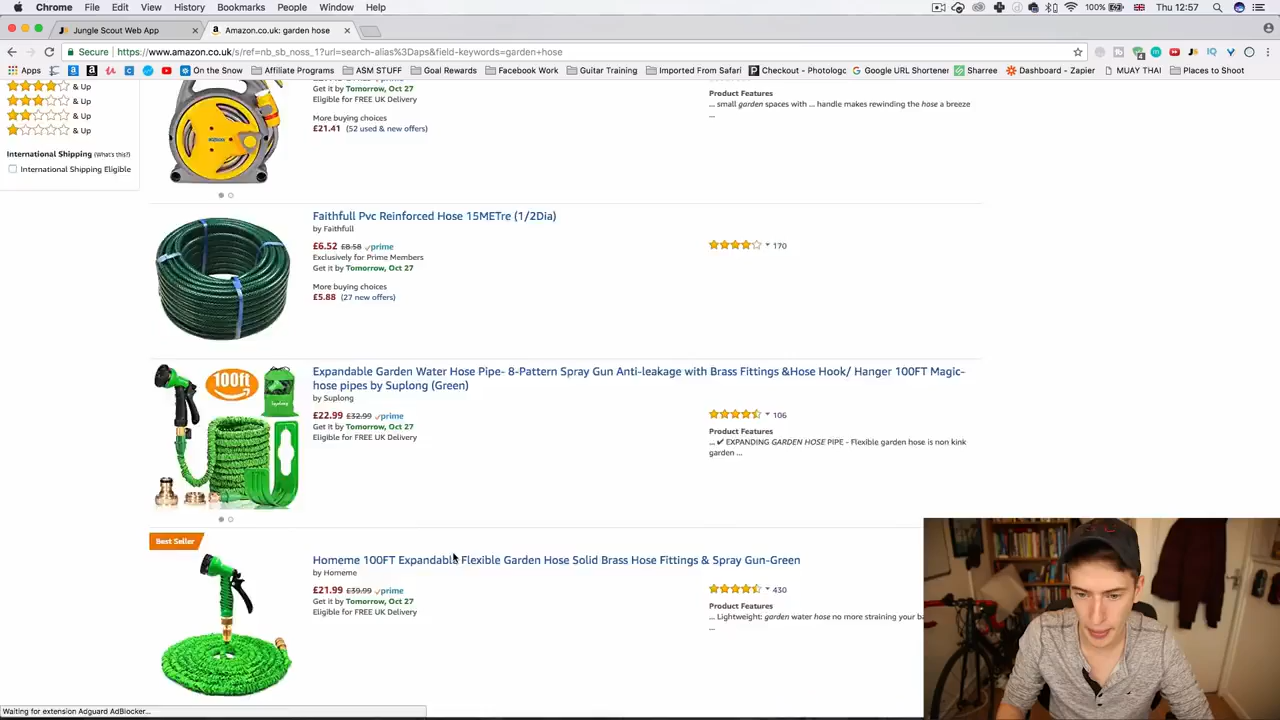 Chrome File Edit View History Bookmarks People Window Help
100% Thu 12:57
Jungle Scout Web App
Amazon.co.uk: garden hose
Secure https://www.amazon.co.uk/s/ref=nb_sb_noss_1?url=search-alias%3Daps&field-keywords=garden+hose
Apps On the Snow Affiliate Programs ASM STUFF Goal Rewards Facebook Work Guitar Training Imported From Safari Checkout - Photologo Google URL Shortener Sharree Dashboard - Zapier MUAY THAI Places to Shoot
& Up
& Up
& Up
& Up
International Shipping (What's this?)
International Shipping Eligible
Get it by Tomorrow, Oct 27
Eligible for FREE UK Delivery
More buying choices
£21.41 (52 used & new offers)
Product Features
... small garden spaces with ... handle makes rewinding the hose a breeze
...
Faithfull Pvc Reinforced Hose 15METre (1/2Dia)
by Faithfull
£6.52 £8.58 prime
Exclusively for Prime Members
Get it by Tomorrow, Oct 27
More buying choices
£5.88 (27 new offers)
170
100ft
Suplong
Expandable Garden Water Hose Pipe- 8-Pattern Spray Gun Anti-leakage with Brass Fittings &Hose Hook/ Hanger 100FT Magic-
hose pipes by Suplong (Green)
by Suplong
£22.99 £32.99 prime
Get it by Tomorrow, Oct 27
Eligible for FREE UK Delivery
106
Product Features
... ✔ EXPANDING GARDEN HOSE PIPE - Flexible garden hose is non kink
garden ...
Best Seller
Homeme 100FT Expandable Flexible Garden Hose Solid Brass Hose Fittings & Spray Gun-Green
by Homeme
£21.99 £39.99 prime
Get it by Tomorrow, Oct 27
Eligible for FREE UK Delivery
430
Product Features
... Lightweight: garden water hose no more straining your
...
Waiting for extension Adguard AdBlocker...